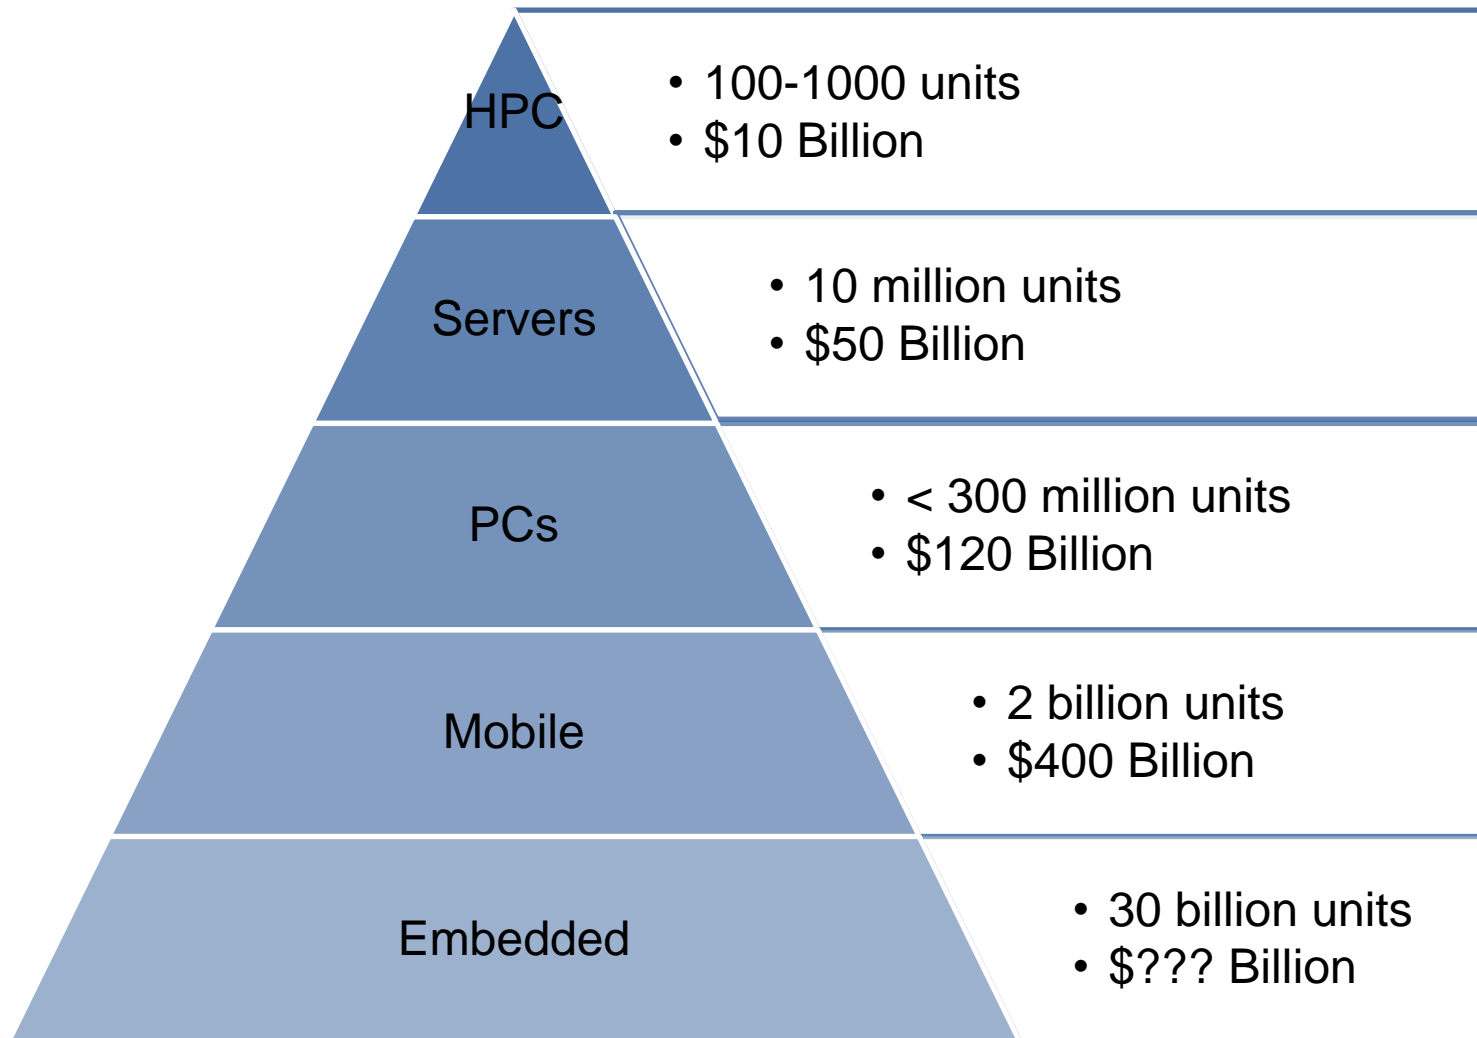 HPC
• 100-1000 units
• $10 Billion
Servers
• 10 million units
• $50 Billion
PCs
• < 300 million units
• $120 Billion
Mobile
• 2 billion units
• $400 Billion
Embedded
• 30 billion units
• $??? Billion